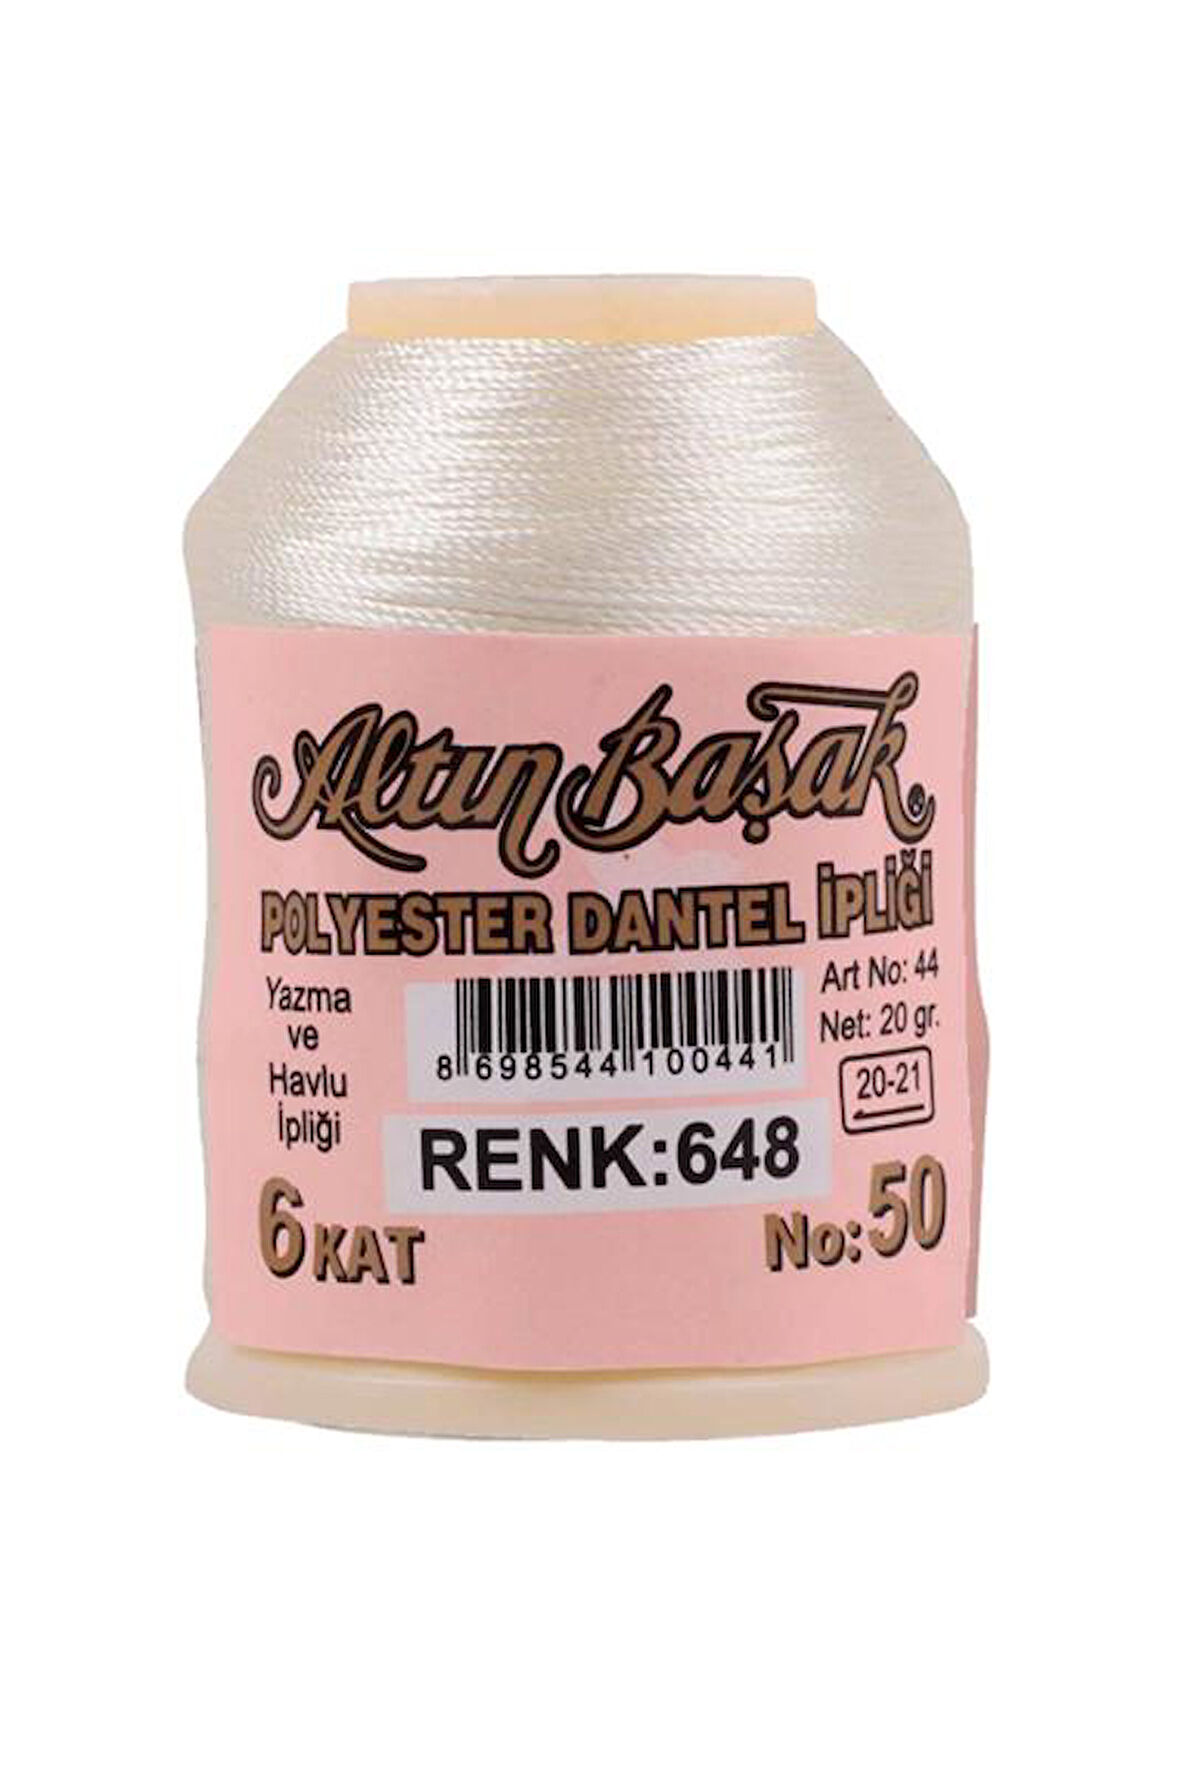 Altın Başak®
POLYESTER DANTEL İPLİĞİ
Yazma
ve
Havlu
İpliği
8 698544 100441
Art No: 44
Net: 20 gr.
20-21
RENK:648
6 KAT
No: 50